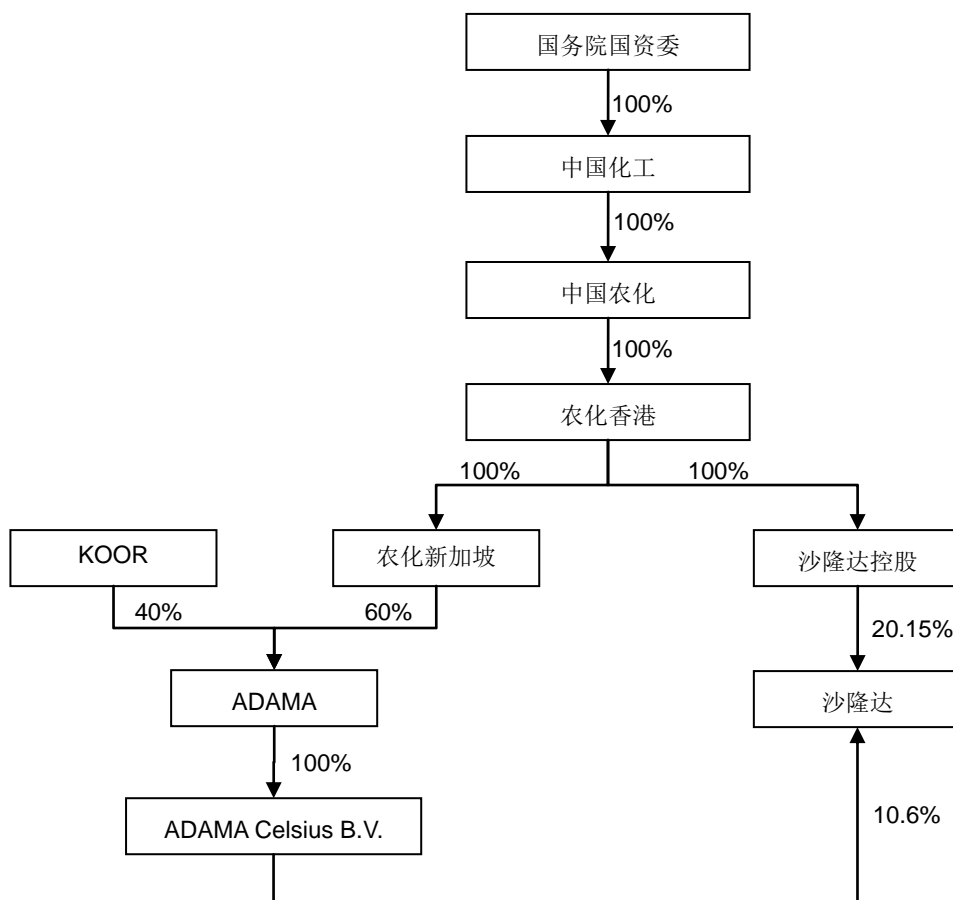 国务院国资委
100%
中国化工
100%
中国农化
100%
农化香港
100%
100%
KOOR
农化新加坡
沙隆达控股
40%
60%
20.15%
ADAMA
沙隆达
100%
ADAMA Celsius B.V.
10.6%